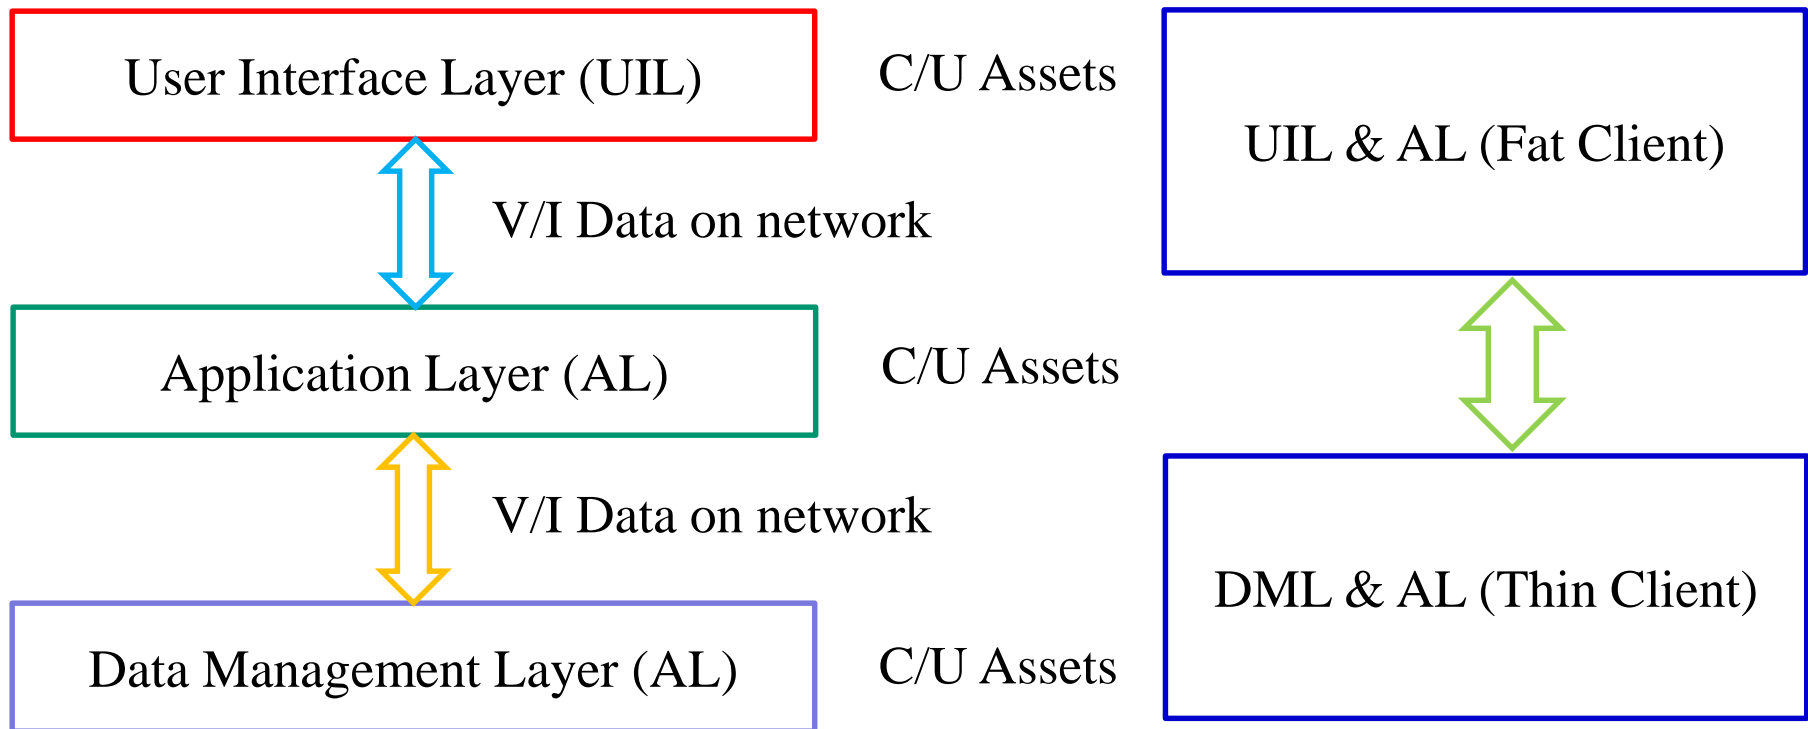 User Interface Layer (UIL)
C/U Assets
V/I Data on network
Application Layer (AL)
C/U Assets
V/I Data on network
Data Management Layer (AL)
C/U Assets
UIL & AL (Fat Client)
DML & AL (Thin Client)